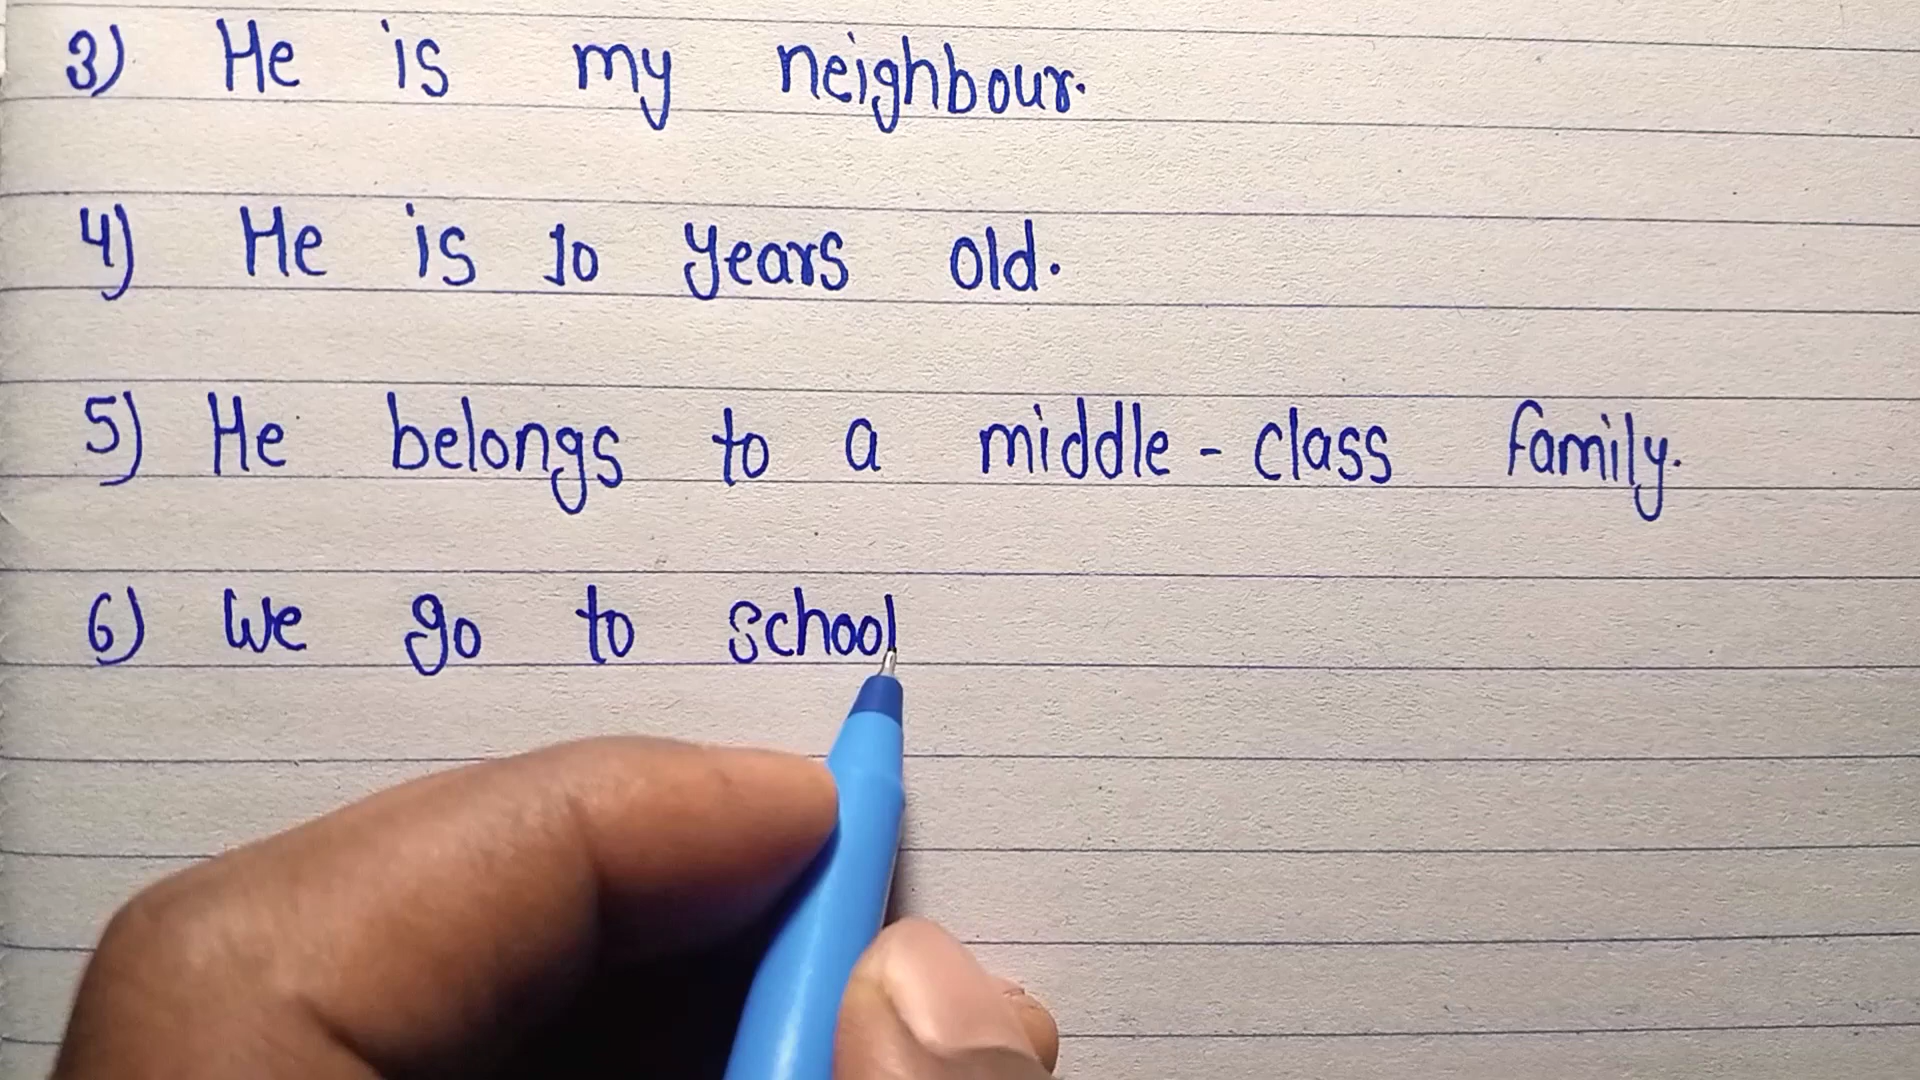 3) He is my neighbour.
4) He is 10 years old.
5) He belongs to a middle-class family.
6) We go to school